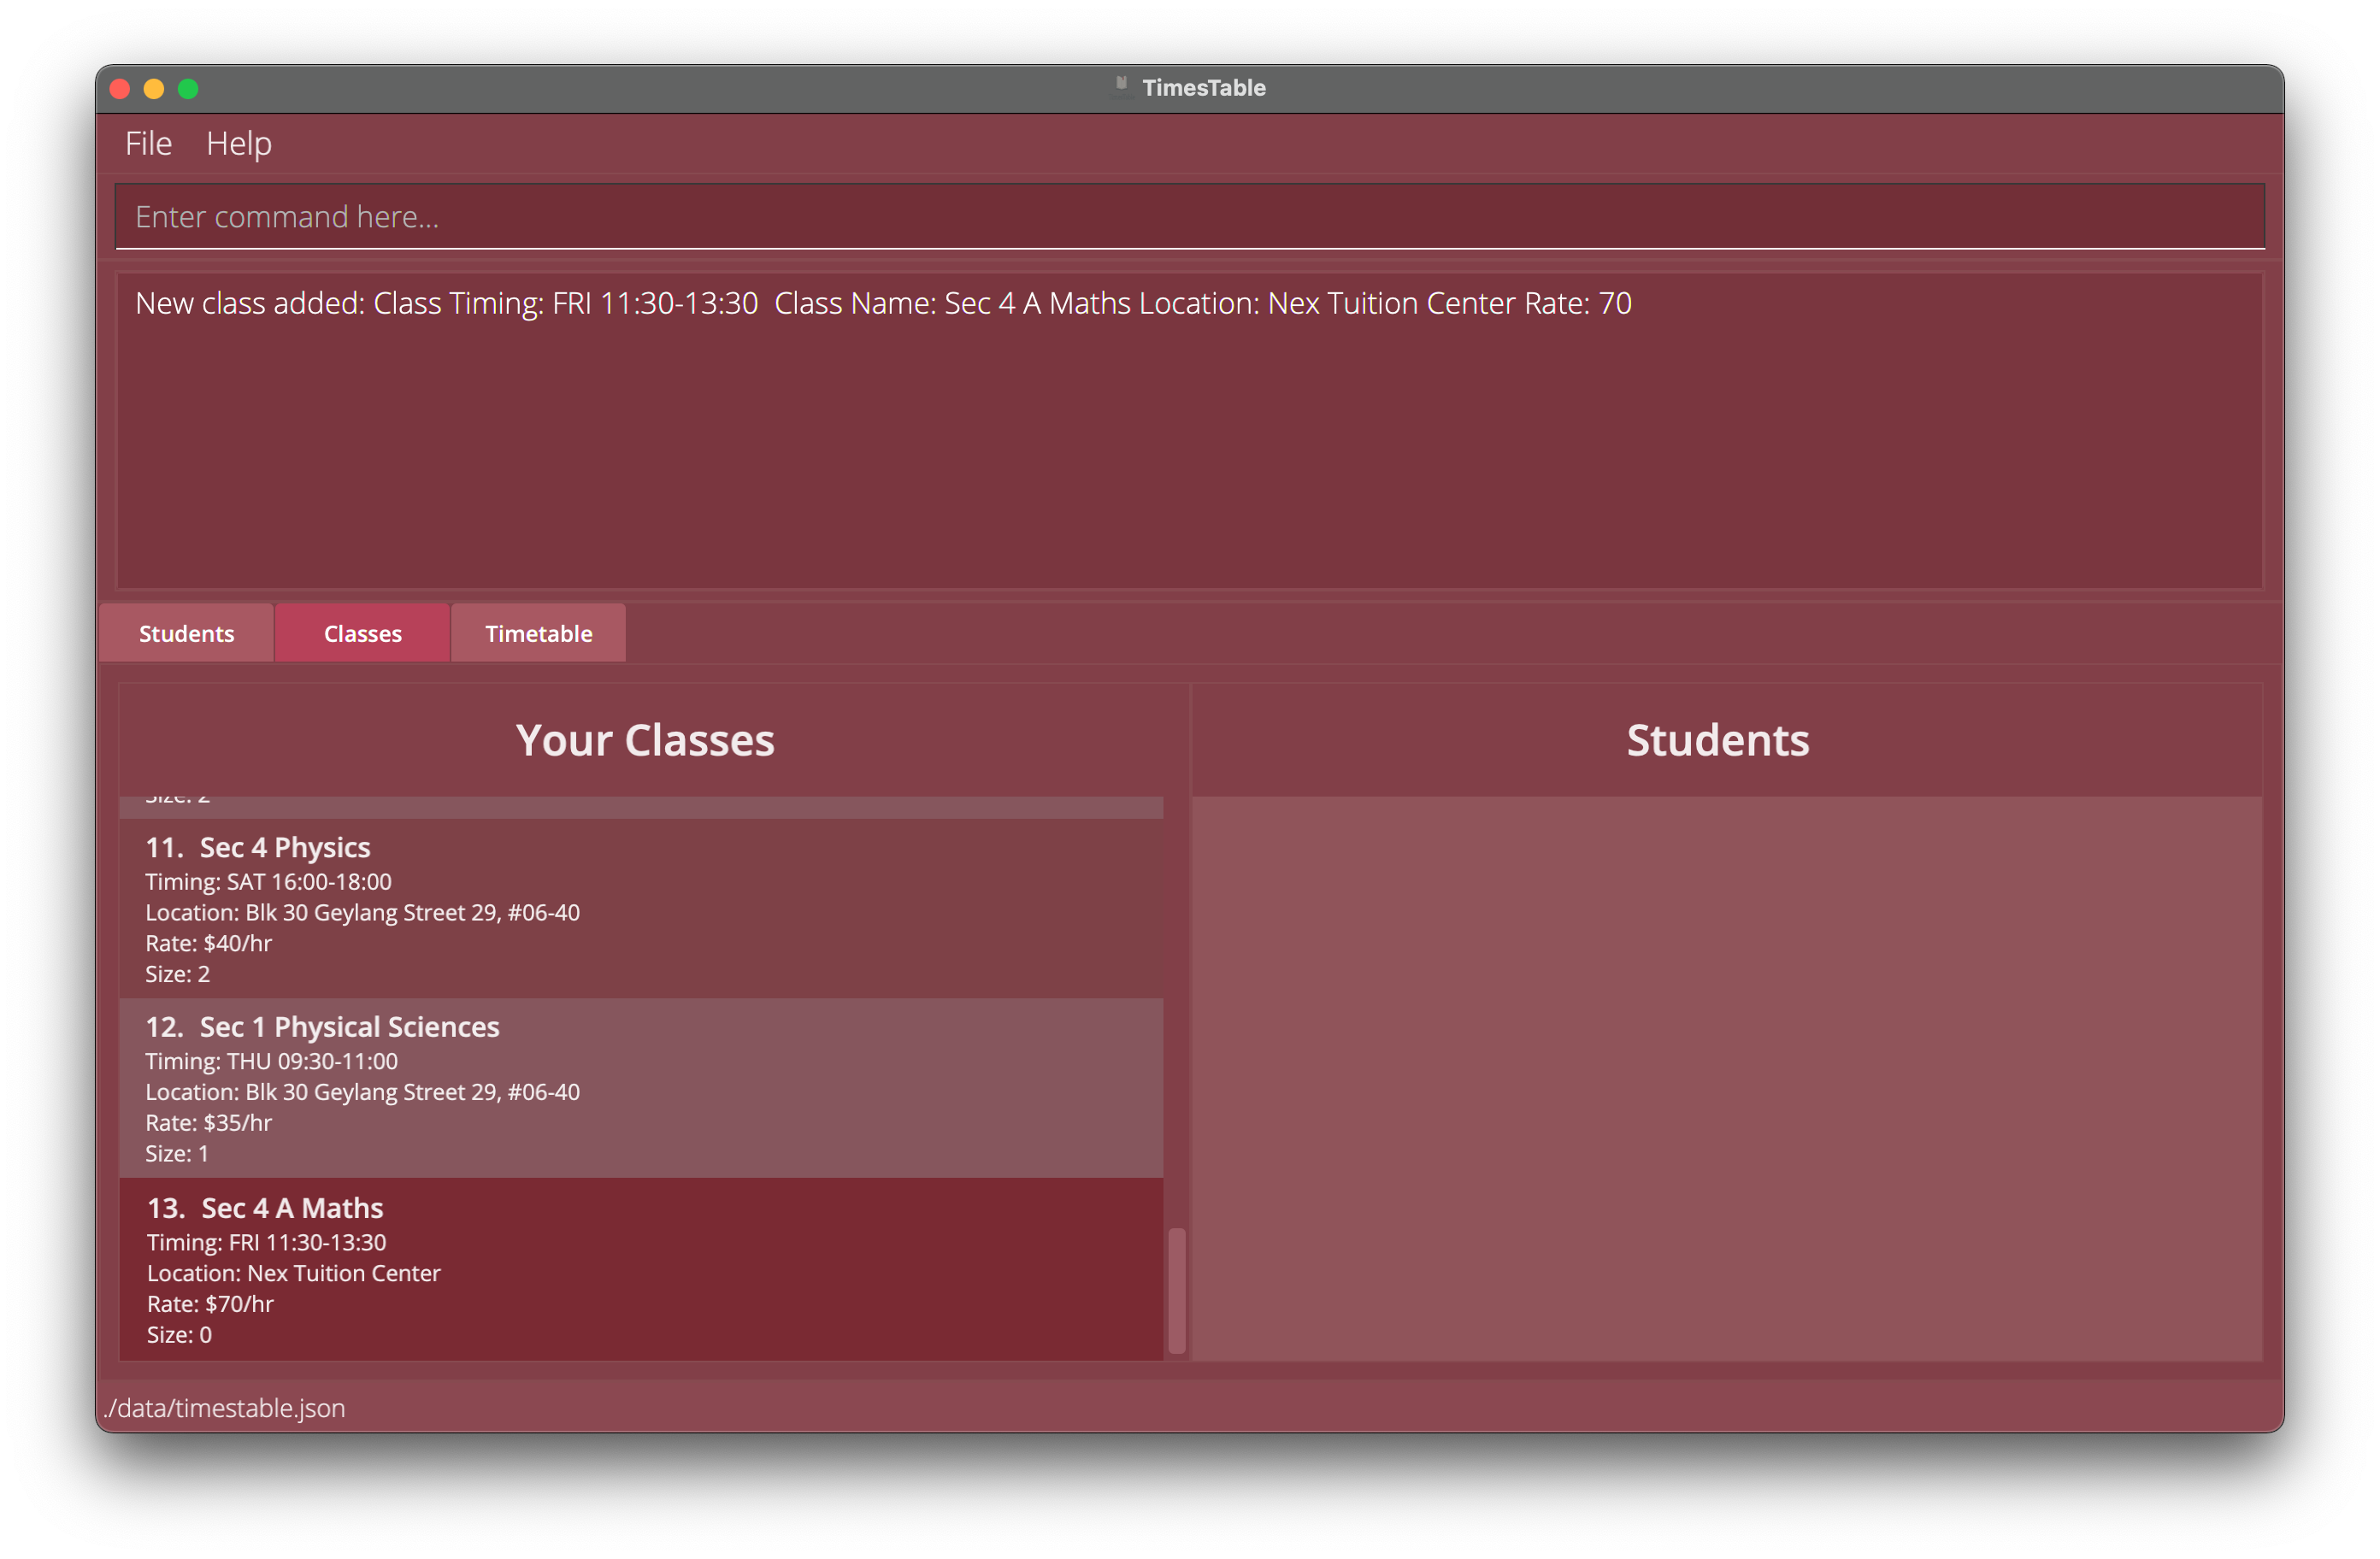 TimesTable
File Help
Enter command here...
New class added: Class Timing: FRI 11:30-13:30  Class Name: Sec 4 A Maths Location: Nex Tuition Center Rate: 70
Students Classes Timetable
Your Classes
Size: 2
11. Sec 4 Physics
Timing: SAT 16:00-18:00
Location: Blk 30 Geylang Street 29, #06-40
Rate: $40/hr
Size: 2
12. Sec 1 Physical Sciences
Timing: THU 09:30-11:00
Location: Blk 30 Geylang Street 29, #06-40
Rate: $35/hr
Size: 1
13. Sec 4 A Maths
Timing: FRI 11:30-13:30
Location: Nex Tuition Center
Rate: $70/hr
Size: 0
Students
./data/timestable.json